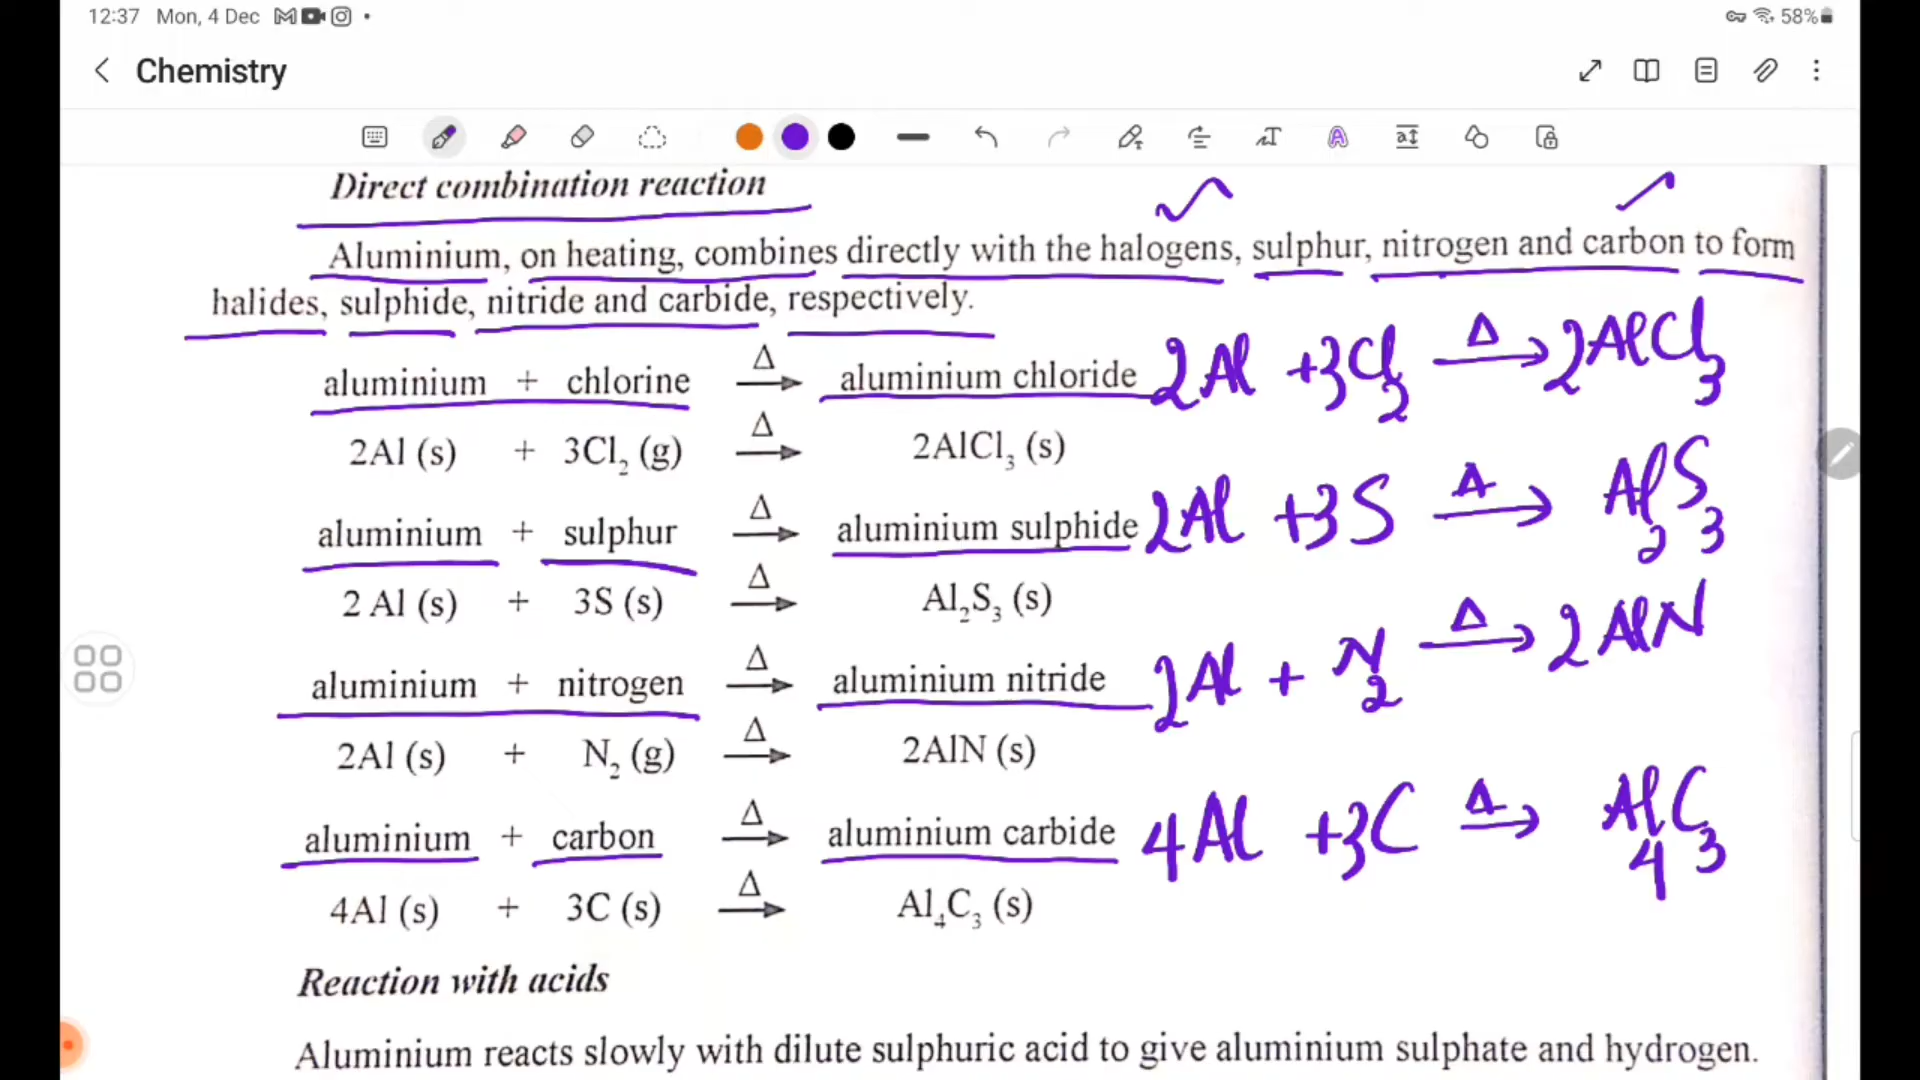 12:37 Mon, 4 Dec 58%
Chemistry
Direct combination reaction
Aluminium, on heating, combines directly with the halogens, sulphur, nitrogen and carbon to form
halides, sulphide, nitride and carbide, respectively.
aluminium + chlorine Δ → aluminium chloride 2Al + 3Cl₂ Δ → 2AlCl₃
2Al (s) + 3Cl₂ (g) Δ → 2AlCl₃ (s)
aluminium + sulphur Δ → aluminium sulphide 2Al + 3S Δ → Al₂S₃
2 Al (s) + 3S (s) Δ → Al₂S₃ (s)
aluminium + nitrogen Δ → aluminium nitride 2Al + N₂ Δ → 2AlN
2Al (s) + N₂ (g) Δ → 2AlN (s)
aluminium + carbon Δ → aluminium carbide 4Al + 3C Δ → Al₄C₃
4Al (s) + 3C (s) Δ → Al₄C₃ (s)
Reaction with acids
Aluminium reacts slowly with dilute sulphuric acid to give aluminium sulphate and hydrogen.